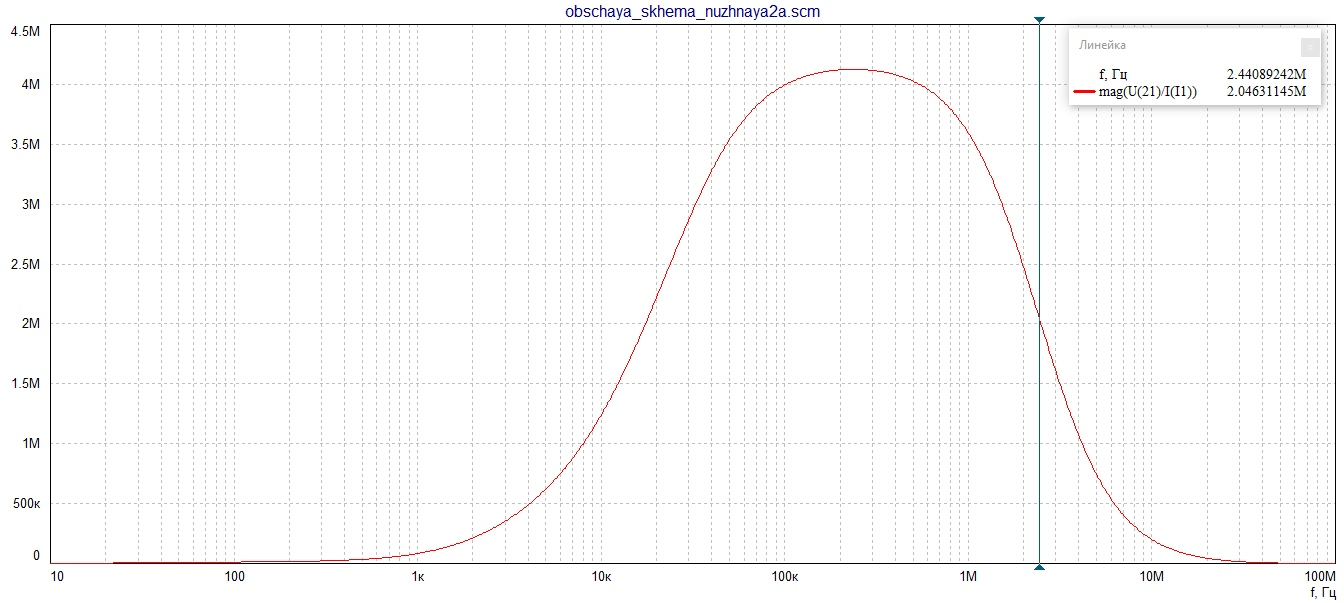 obschaya_skhema_nuzhnaya2a.scm
4.5M
4M
3.5M
3M
2.5M
2M
1.5M
1M
500к
0
10 100 1к 10к 100к 1M 10M 100M
f, Гц
Линейка
f, Гц 2.44089242M
mag(U(21)/I(I1)) 2.04631145M